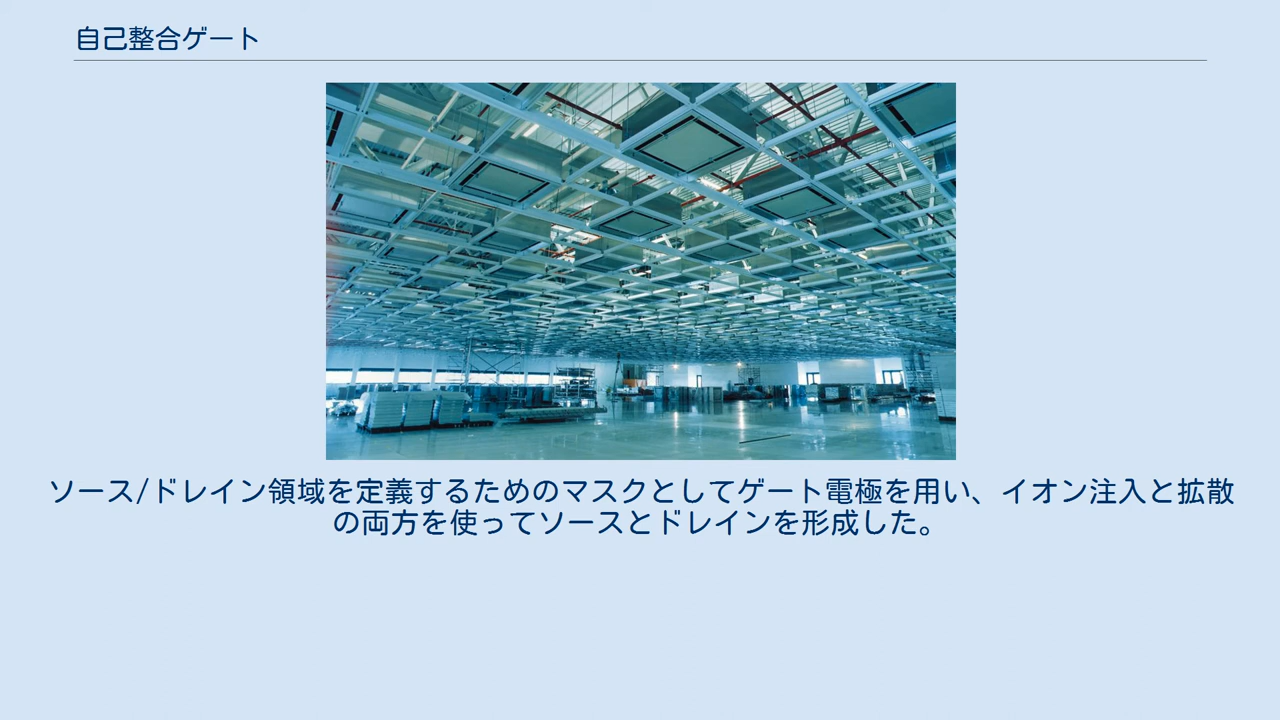 自己整合ゲート
ソース/ドレイン領域を定義するためのマスクとしてゲート電極を用い、イオン注入と拡散
の両方を使ってソースとドレインを形成した。